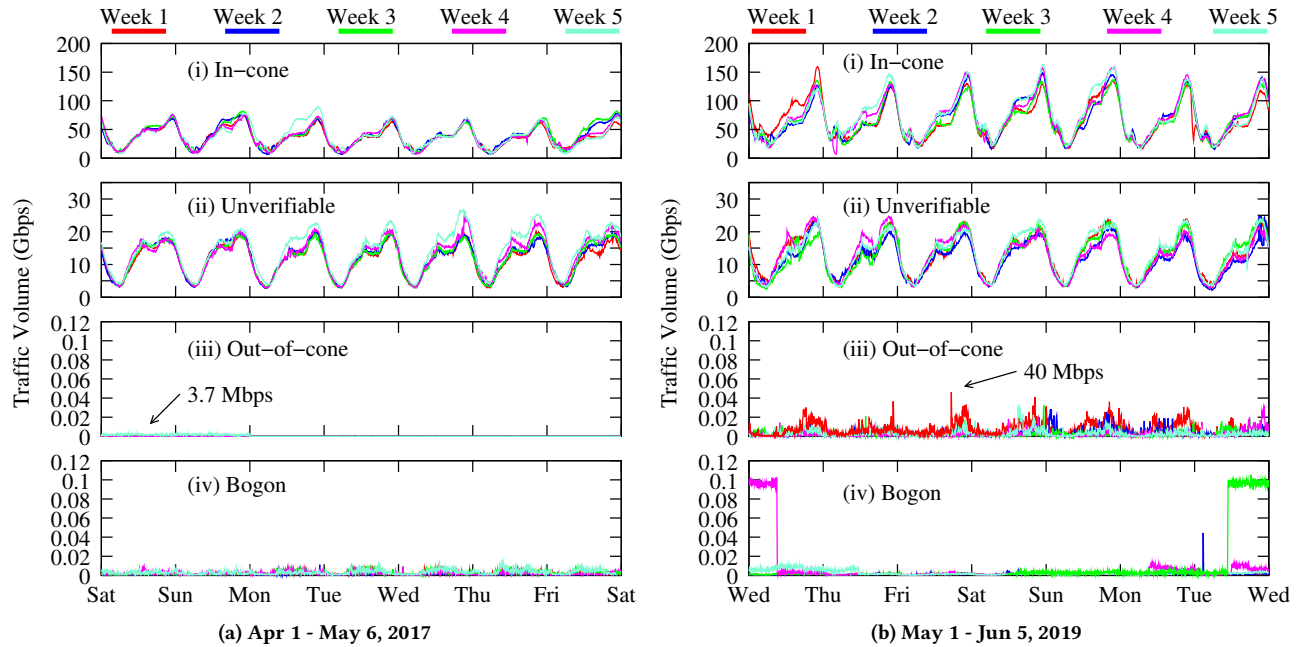 Week 1 Week 2 Week 3 Week 4 Week 5
200
150
100
50
0
(i) In-cone
35
30
25
20
15
10
5
0
(ii) Unverifiable
0.12
0.1
0.08
0.06
0.04
0.02
0
(iii) Out-of-cone
3.7 Mbps
0.12
0.1
0.08
0.06
0.04
0.02
0
(iv) Bogon
Traffic Volume (Gbps)
Sat Sun Mon Tue Wed Thu Fri Sat
(a) Apr 1 - May 6, 2017
Week 1 Week 2 Week 3 Week 4 Week 5
200
150
100
50
0
(i) In-cone
30
20
10
0
(ii) Unverifiable
0.12
0.1
0.08
0.06
0.04
0.02
0
(iii) Out-of-cone
40 Mbps
0.12
0.1
0.08
0.06
0.04
0.02
0
(iv) Bogon
Traffic Volume (Gbps)
Wed Thu Fri Sat Sun Mon Tue Wed
(b) May 1 - Jun 5, 2019